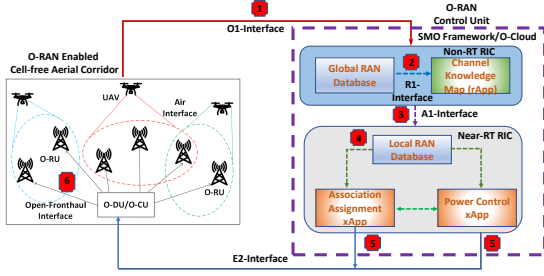 1
O1-Interface
O-RAN
Control Unit
SMO Framework/O-Cloud
Non-RT RIC
O-RAN Enabled
Cell-free Aerial Corridor
Global RAN
Database
2
R1-
Interface
Channel
Knowledge
Map (rApp)
UAV
Air
Interface
3
A1-Interface
Near-RT RIC
4
Local RAN
Database
O-RU
6
O-RU
Open-Fronthaul
Interface
O-DU/O-CU
Association
Assignment
xApp
Power Control
xApp
5
5
E2-Interface